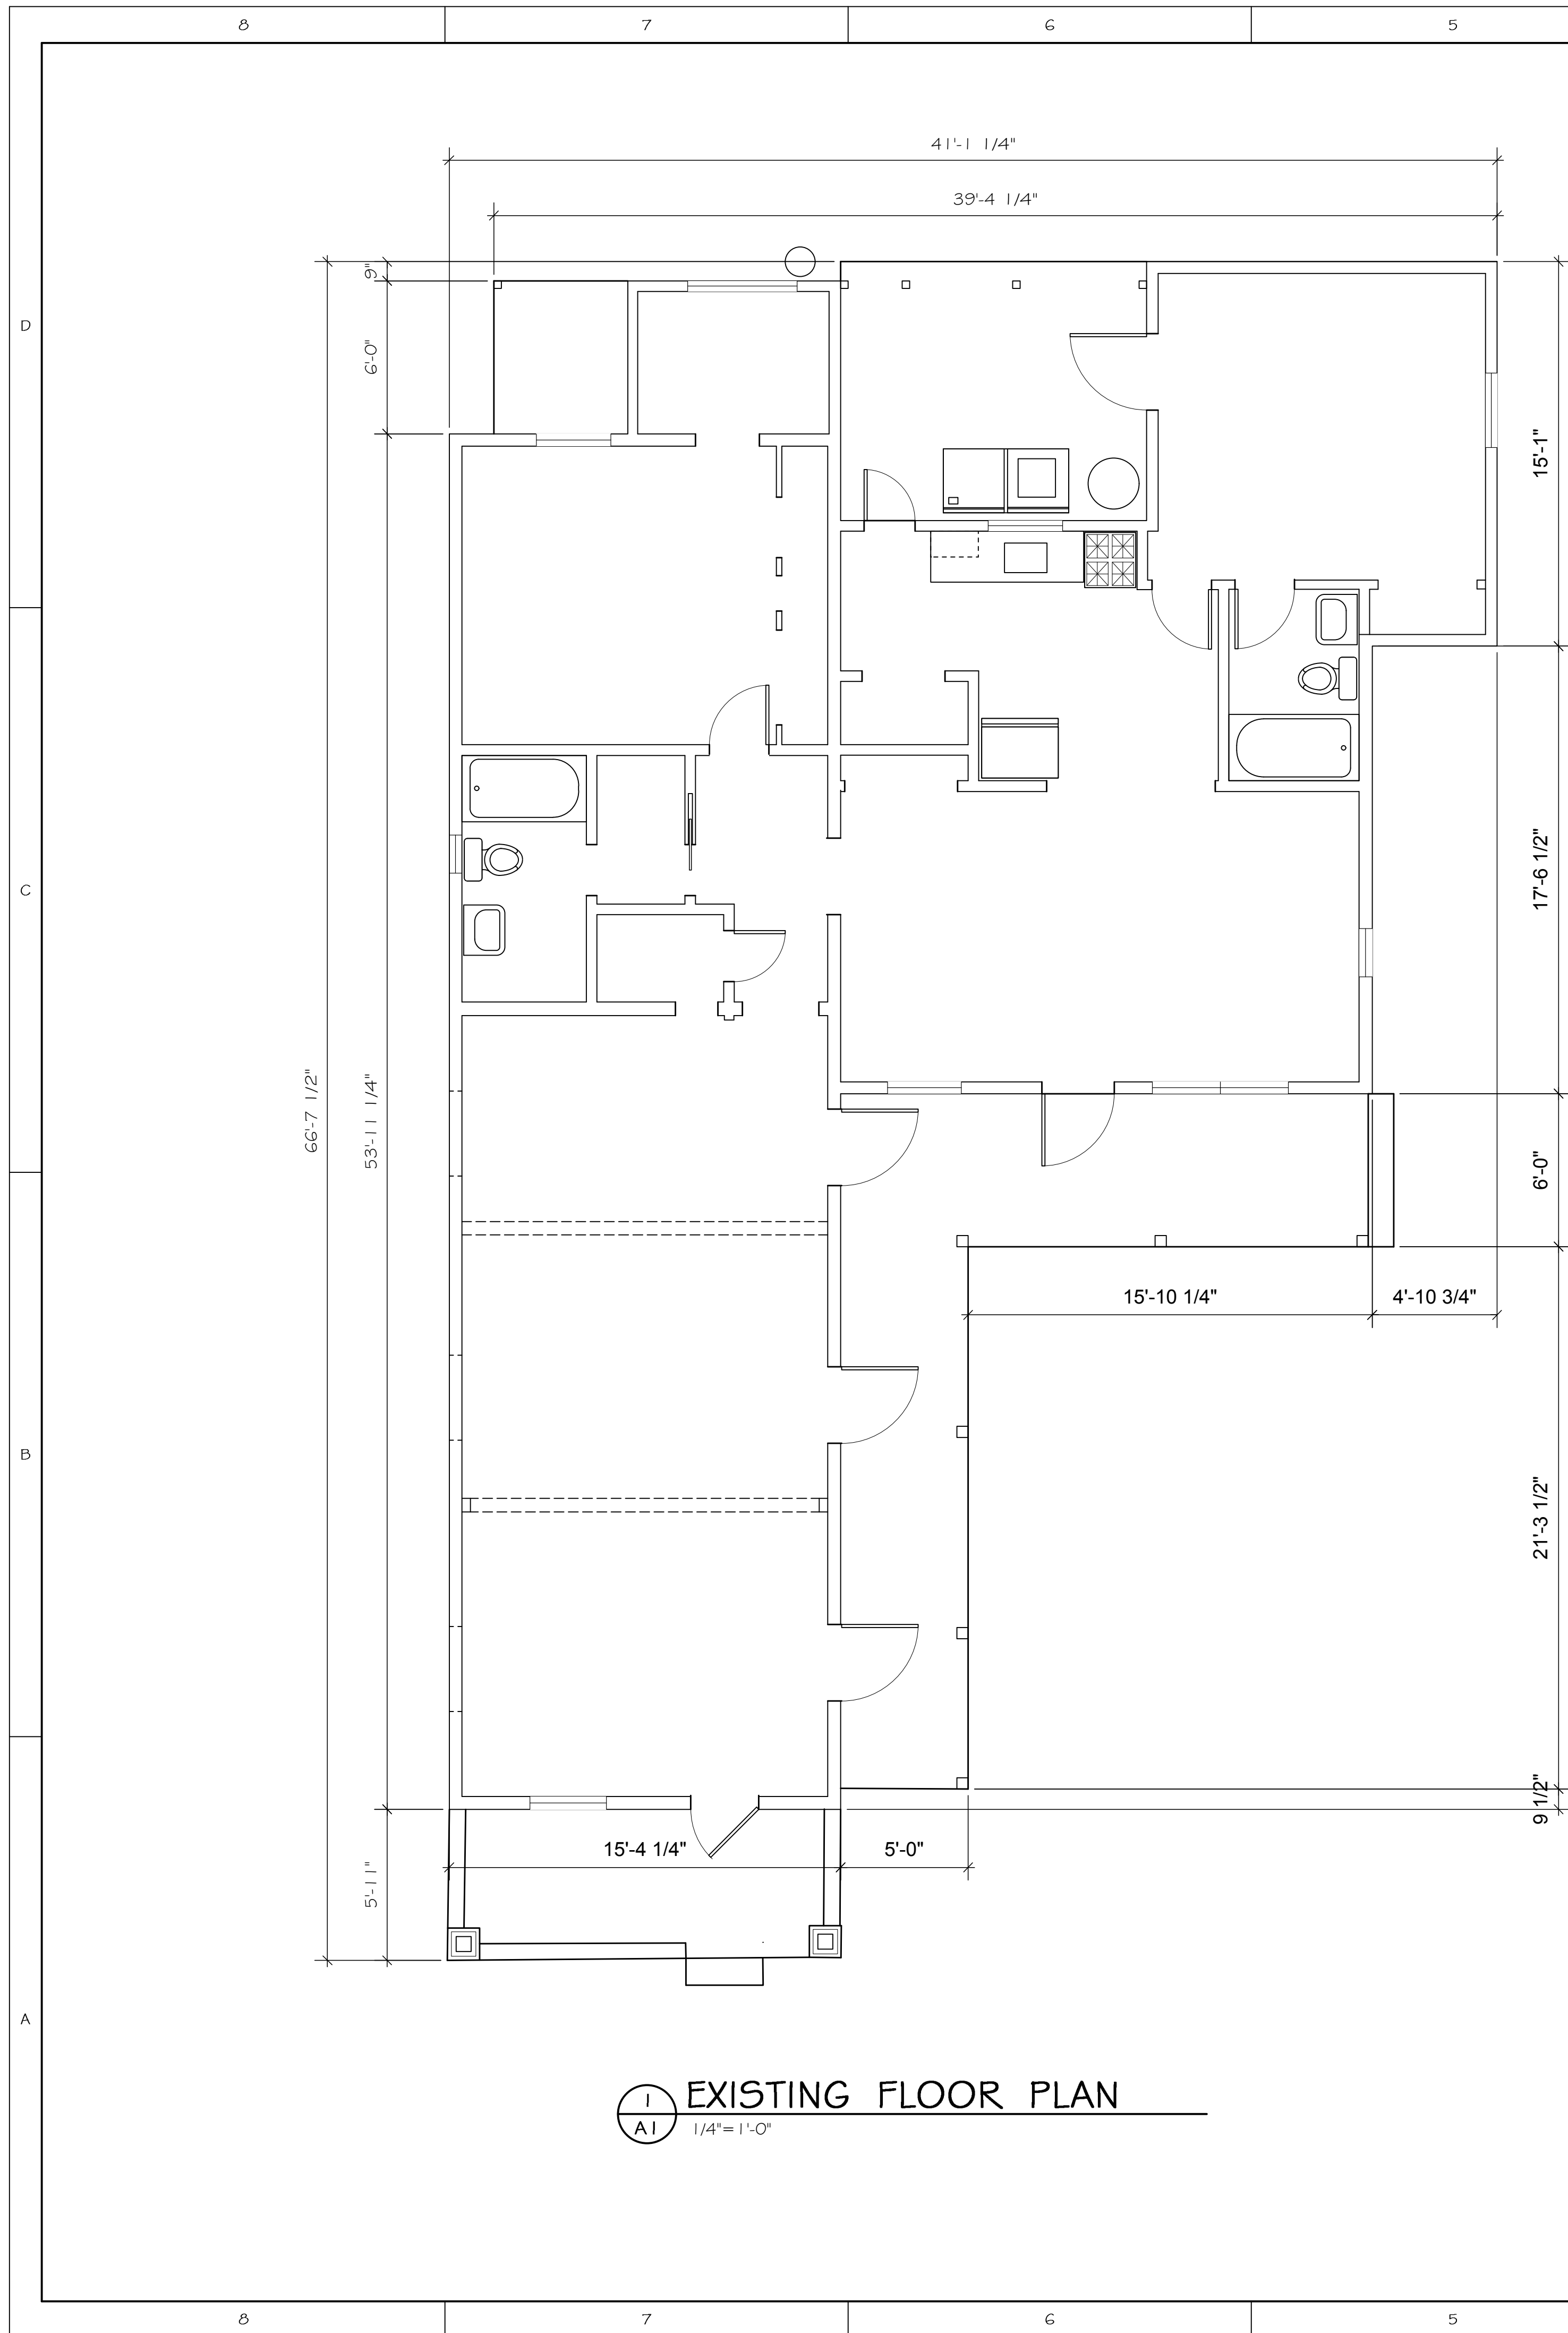 8 7 6 5
41'-1 1/4"
39'-4 1/4"
9"
D
6'-0"
15'-1"
C
17'-6 1/2"
66'-7 1/2"
53'-11 1/4"
6'-0"
15'-10 1/4"
4'-10 3/4"
B
21'-3 1/2"
9 1/2"
15'-4 1/4"
5'-0"
5'-11"
A
1
A1
EXISTING FLOOR PLAN
1/4"=1'-0"
8 7 6 5